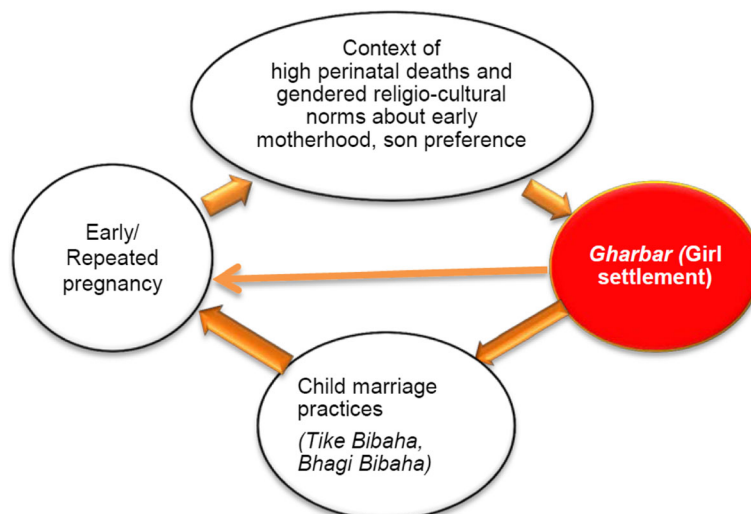 Context of
high perinatal deaths and
gendered religio-cultural
norms about early
motherhood, son preference
Early/
Repeated
pregnancy
Gharbar (Girl
settlement)
Child marriage
practices
(Tike Bibaha,
Bhagi Bibaha)